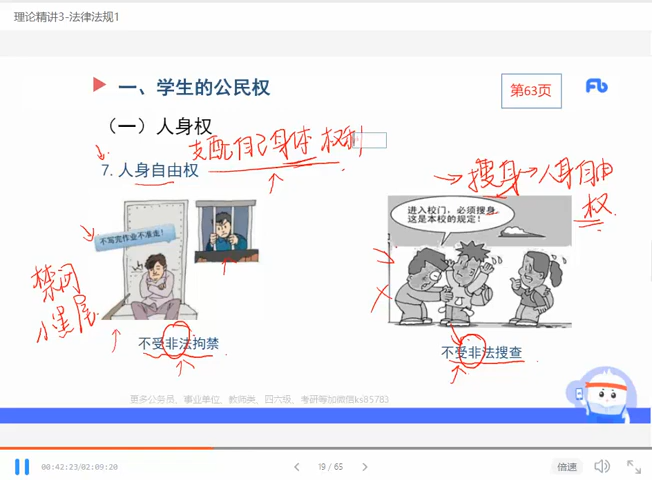 理论精讲3-法律法规1
一、学生的公民权
第63页
（一）人身权
支配自己身体权利
7. 人身自由权
搜身→人身自由
权
进入校门，必须搜身，
这是本校的规定！
不写完作业不准走！
禁闭
小黑屋
不受非法拘禁
不受非法搜查
更多公务员、事业单位、教师类、四六级、考研等加微信ks85783
00:42:23/02:09:20
19 / 65
倍速